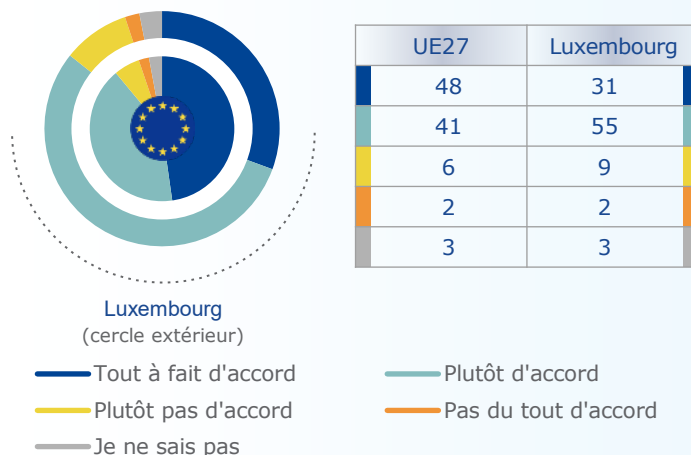 UE27 Luxembourg
48 31
41 55
6 9
2 2
3 3
Luxembourg
(cercle extérieur)
Tout à fait d'accord Plutôt d'accord
Plutôt pas d'accord Pas du tout d'accord
Je ne sais pas